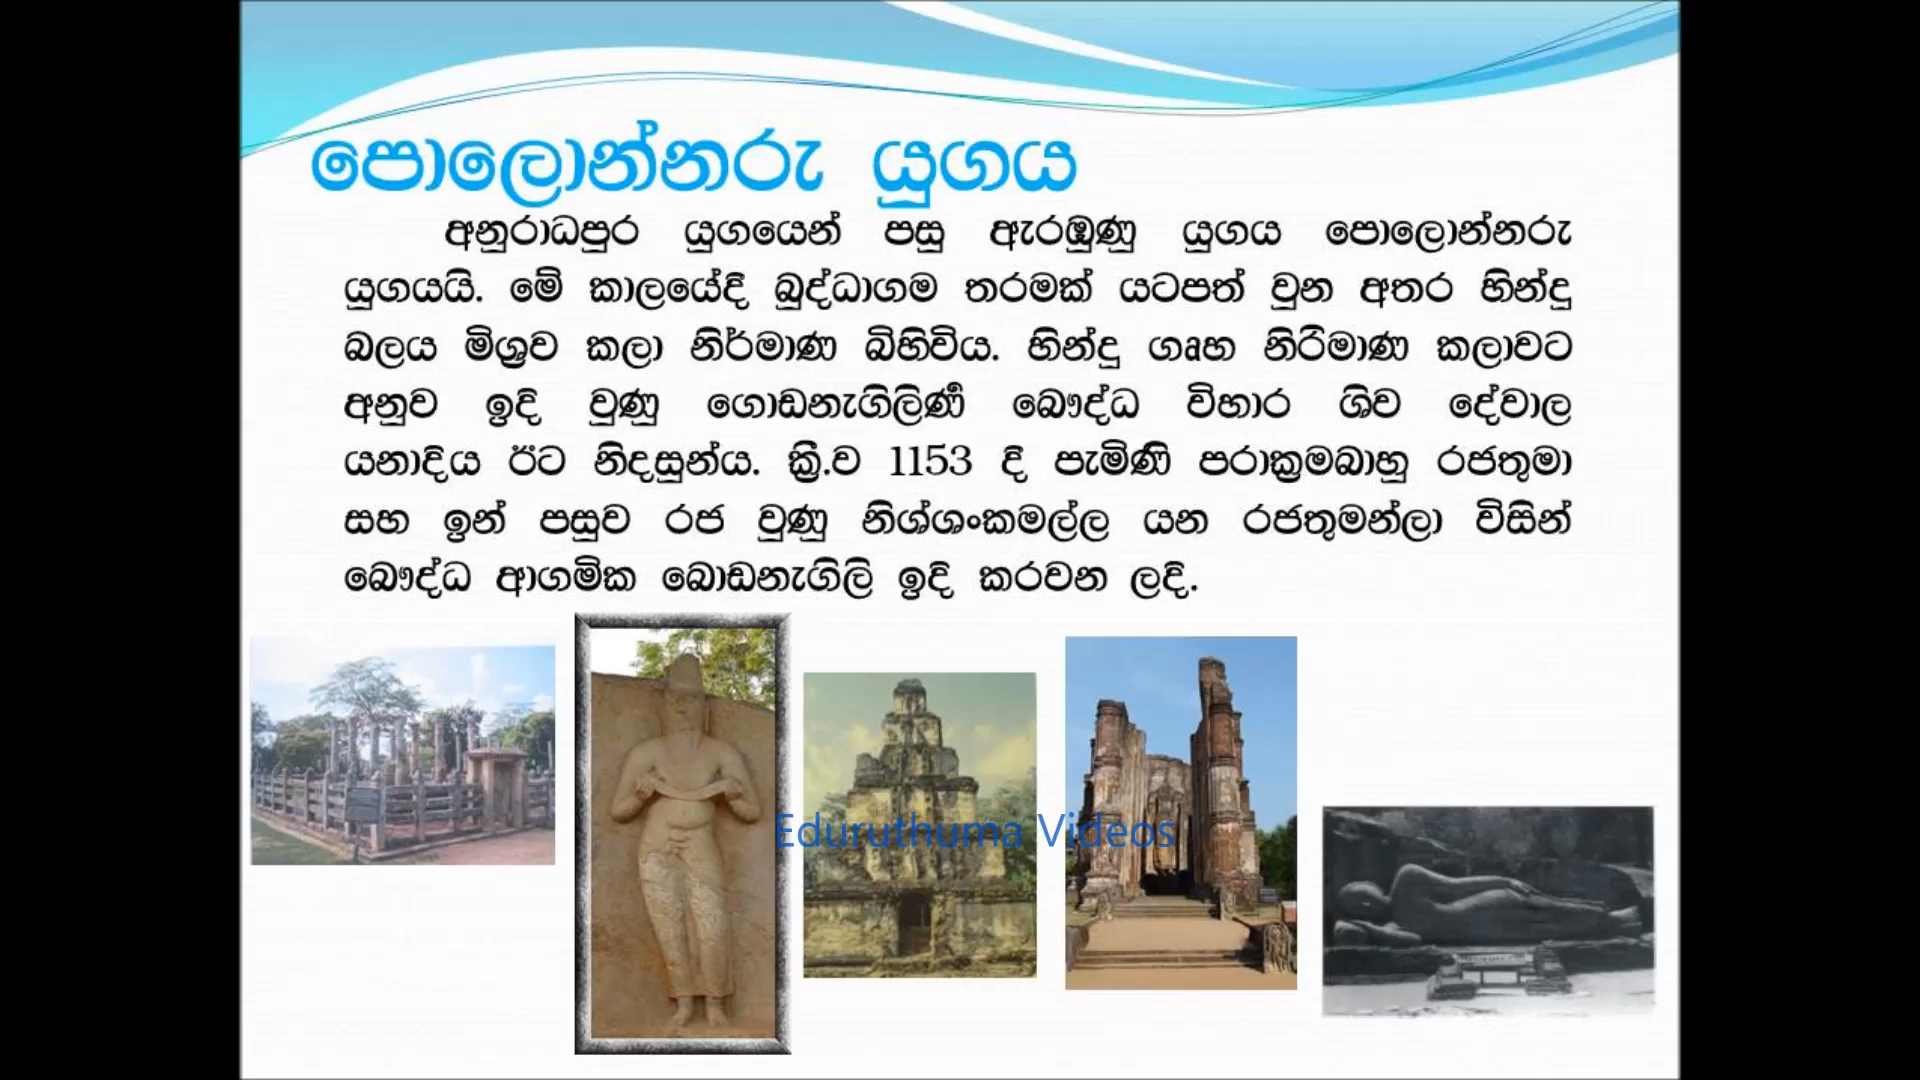 පොලොන්නරු යුගය
අනුරාධපුර යුගයෙන් පසු ඇරඹුණු යුගය පොලොන්නරු
යුගයයි. මේ කාලයේදී බුද්ධාගම තරමක් යටපත් වුන අතර හින්දු
බලය මිශ්‍රව කලා නිර්මාණ බිහිවිය. හින්දු ගෘහ නිරිමාණ කලාවට
අනුව ඉදි වුණු ගොඩනැගිලිණි බෞද්ධ විහාර ශිව දේවාල
යනාදිය ඊට නිදසුන්ය. ක්‍රි.ව 1153 දි පැමිණි පරාක්‍රමබාහු රජතුමා
සහ ඉන් පසුව රජ වුණු නිශ්ශංකමල්ල යන රජතුමන්ලා විසින්
බෞද්ධ ආගමික බොඩනැගිලි ඉදි කරවන ලදි.
Eduruthuma Videos